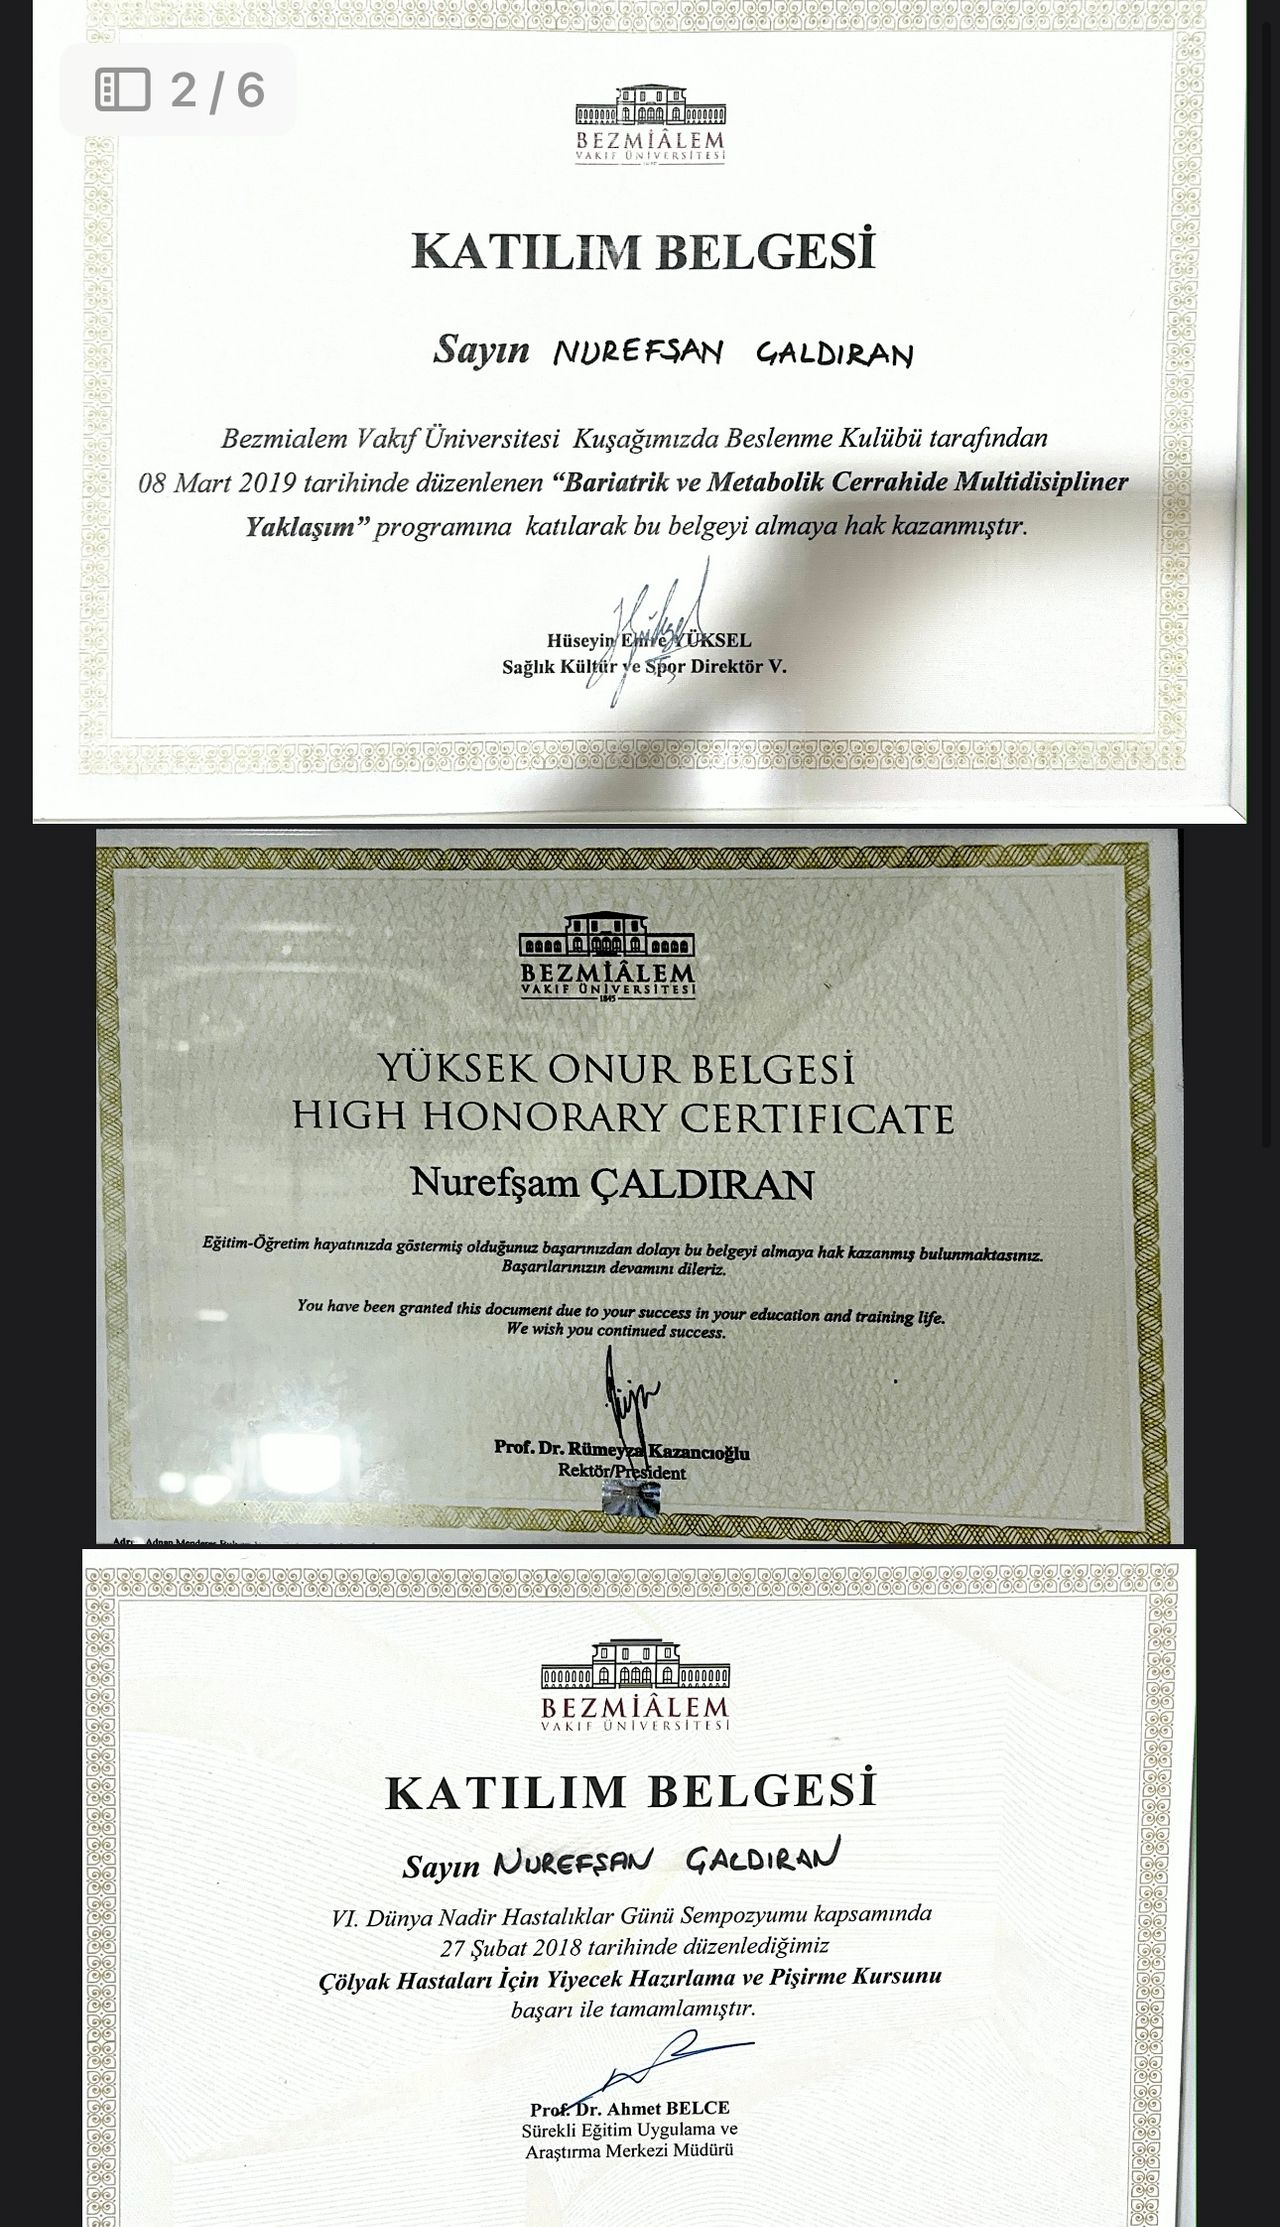 2 / 6
BEZMİÂLEM
VAKIF ÜNİVERSİTESİ
KATILIM BELGESİ
Sayın NUREFŞAN ÇALDIRAN
Bezmialem Vakıf Üniversitesi Kuşağımızda Beslenme Kulübü tarafından
08 Mart 2019 tarihinde düzenlenen “Bariatrik ve Metabolik Cerrahide Multidisipliner
Yaklaşım” programına katılarak bu belgeyi almaya hak kazanmıştır.
Hüseyin Emre YÜKSEL
Sağlık Kültür ve Spor Direktör V.
BEZMİÂLEM
VAKIF ÜNİVERSİTESİ
1845
YÜKSEK ONUR BELGESİ
HIGH HONORARY CERTIFICATE
Nurefşam ÇALDIRAN
Eğitim-Öğretim hayatınızda göstermiş olduğunuz başarınızdan dolayı bu belgeyi almaya hak kazanmış bulunmaktasınız.
Başarılarınızın devamını dileriz.
You have been granted this document due to your success in your education and training life.
We wish you continued success.
Prof. Dr. Rümeyza Kazancıoğlu
Rektör/President
BEZMİÂLEM
VAKIF ÜNİVERSİTESİ
KATILIM BELGESİ
Sayın NUREFŞAN ÇALDIRAN
VI. Dünya Nadir Hastalıklar Günü Sempozyumu kapsamında
27 Şubat 2018 tarihinde düzenlediğimiz
Çölyak Hastaları İçin Yiyecek Hazırlama ve Pişirme Kursunu
başarı ile tamamlamıştır.
Prof. Dr. Ahmet BELCE
Sürekli Eğitim Uygulama ve
Araştırma Merkezi Müdürü